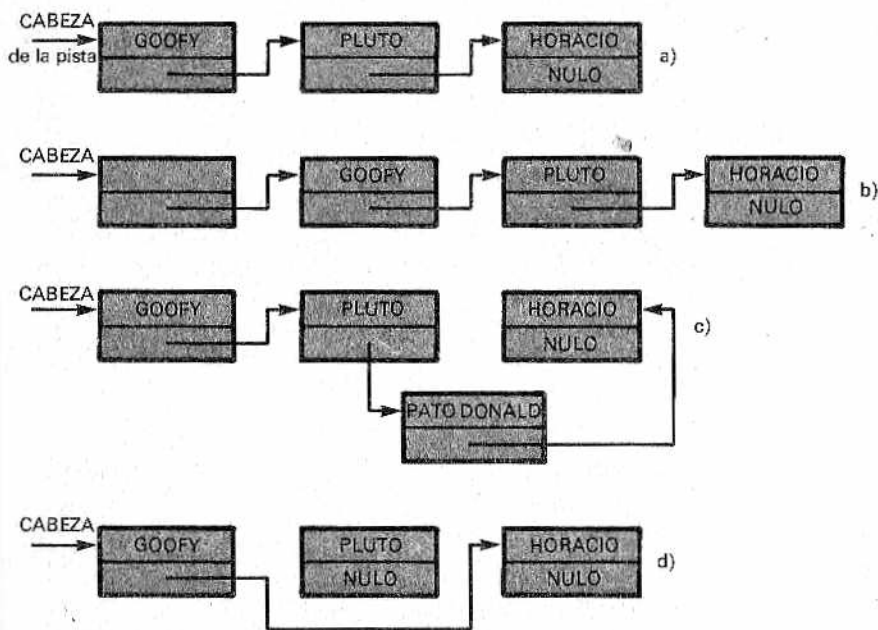 CABEZA
de la pista
GOOFY
PLUTO
HORACIO
NULO
a)
CABEZA
GOOFY
PLUTO
HORACIO
NULO
b)
CABEZA
GOOFY
PLUTO
HORACIO
NULO
c)
PATO DONALD
CABEZA
GOOFY
PLUTO
NULO
HORACIO
NULO
d)